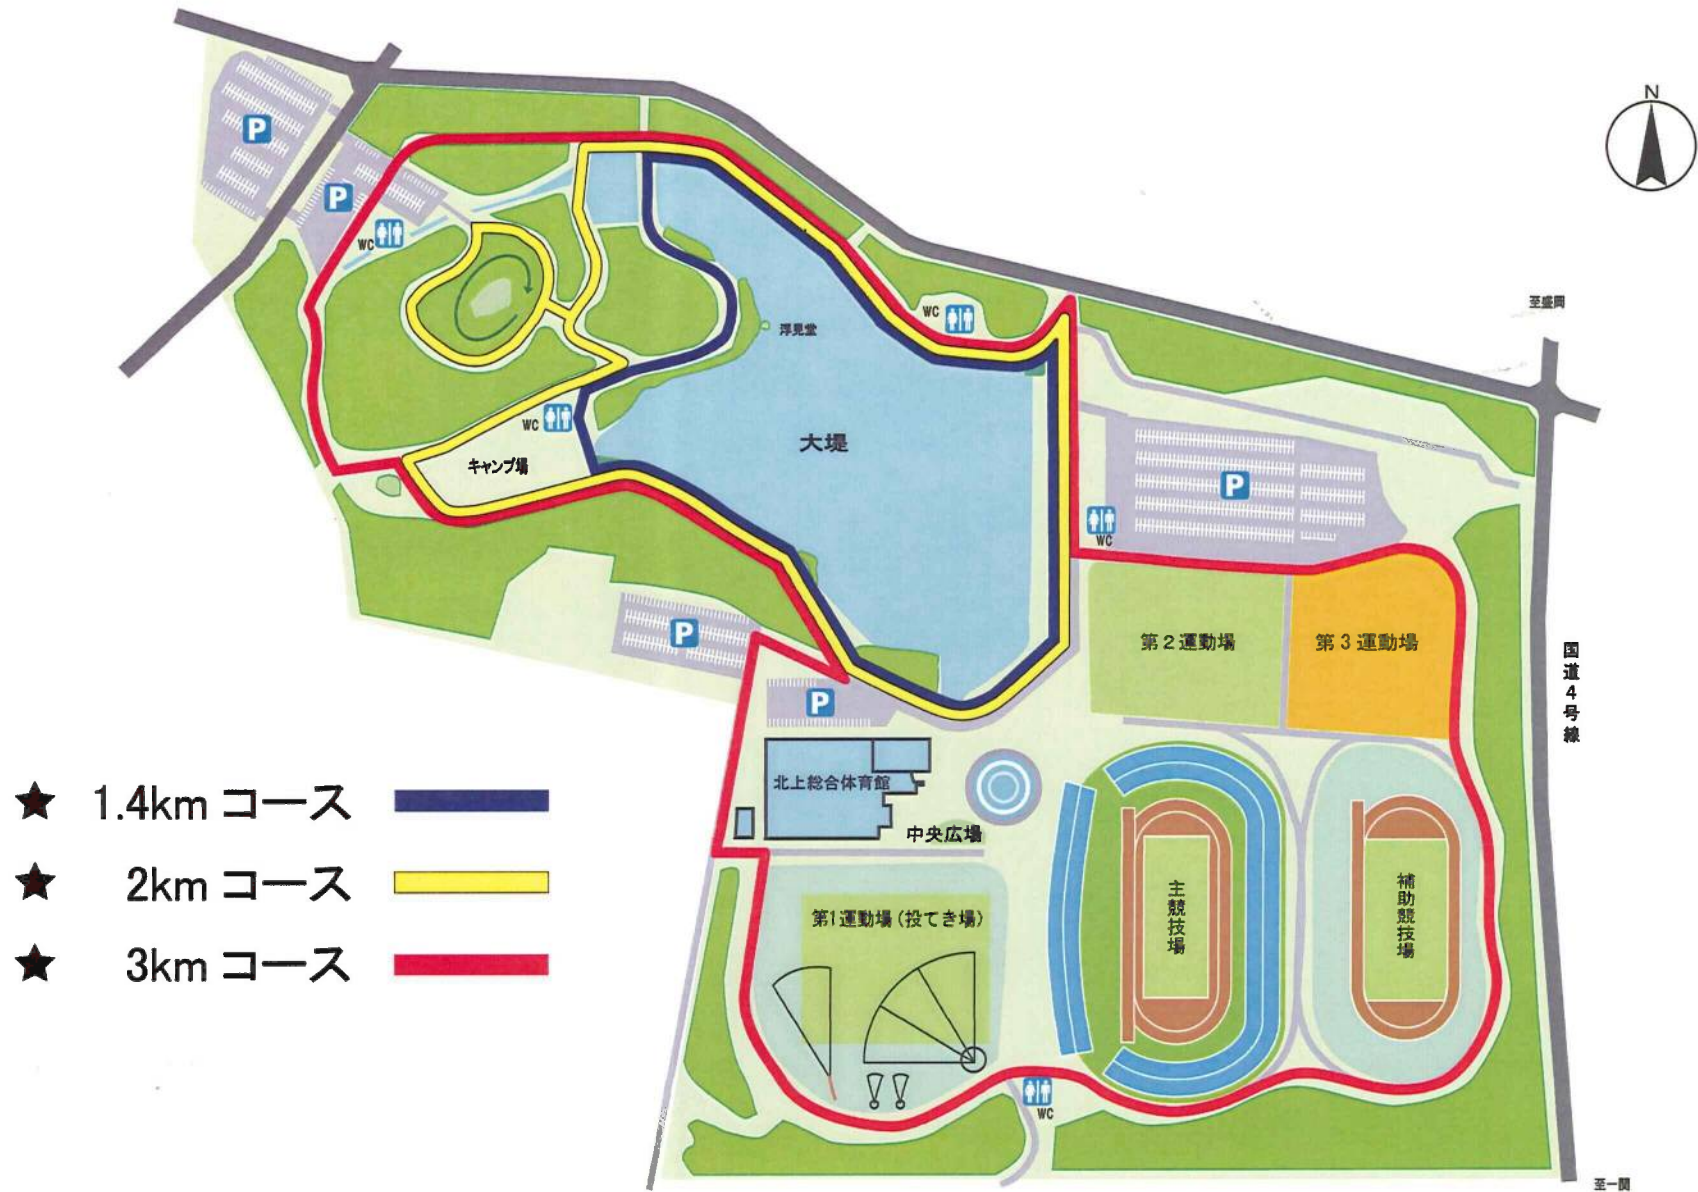 N
P
P
WC
WC
至盛岡
浮見堂
WC
大堤
キャンプ場
P
WC
P
第2運動場
第3運動場
国道4号線
P
北上総合体育館
中央広場
★ 1.4km コース
★ 2km コース
★ 3km コース
第1運動場(投てき場)
主競技場
補助競技場
WC
至一関